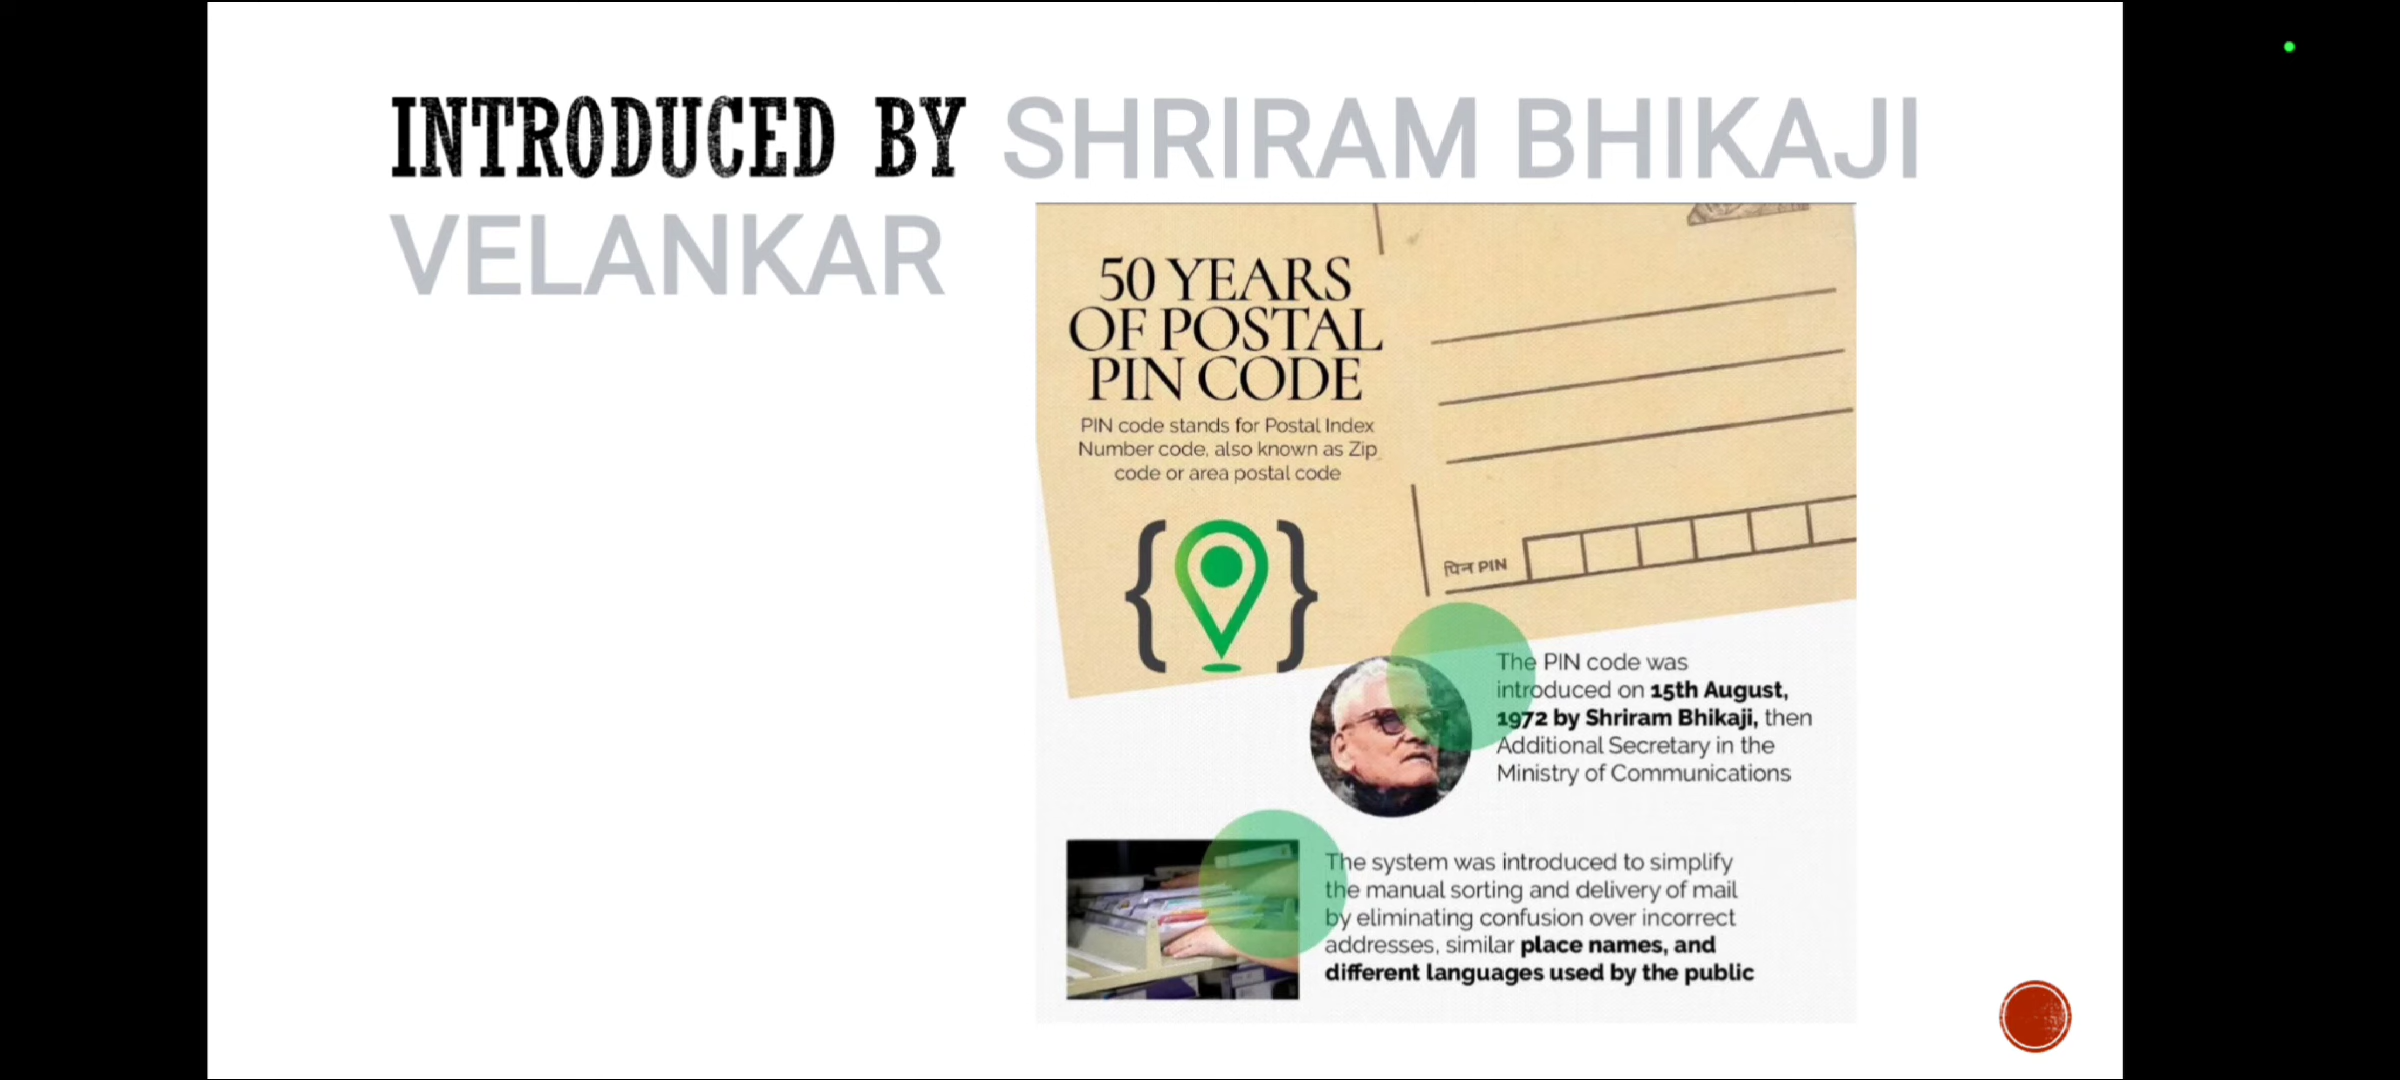 INTRODUCED BY SHRIRAM BHIKAJI
VELANKAR
50 YEARS
OF POSTAL
PIN CODE
PIN code stands for Postal Index
Number code, also known as Zip
code or area postal code
पिन PIN
The PIN code was
introduced on 15th August,
1972 by Shriram Bhikaji, then
Additional Secretary in the
Ministry of Communications
The system was introduced to simplify
the manual sorting and delivery of mail
by eliminating confusion over incorrect
addresses, similar place names, and
different languages used by the public